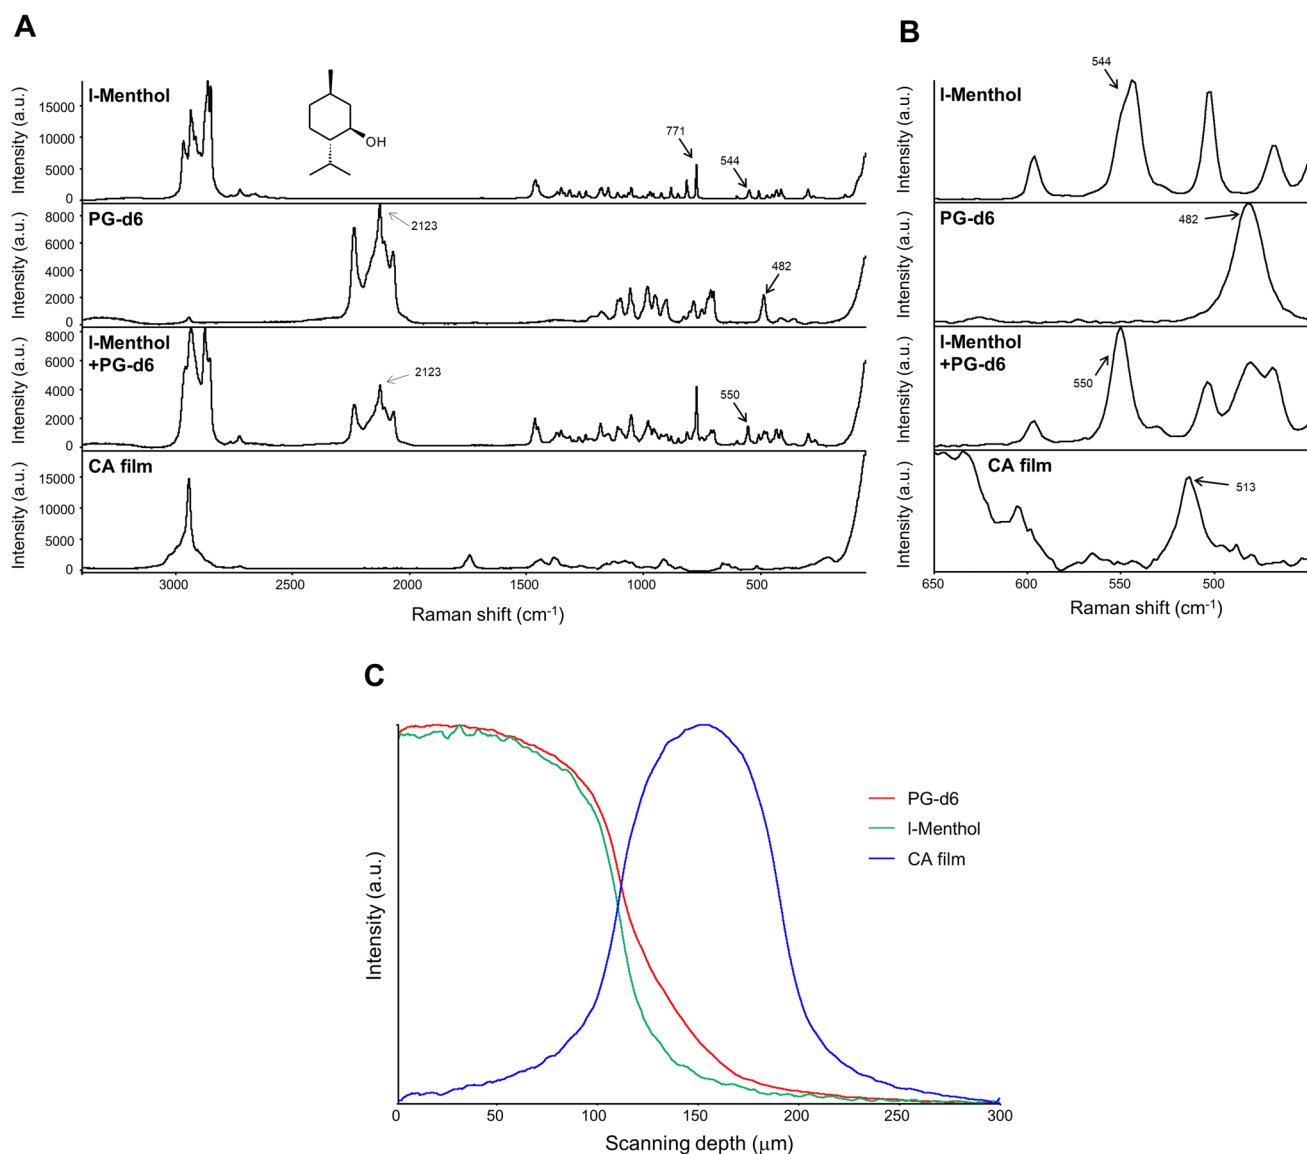 A
l-Menthol
Intensity (a.u.)
15000
10000
5000
0
OH
771
544
PG-d6
Intensity (a.u.)
8000
6000
4000
2000
0
2123
482
l-Menthol
+PG-d6
Intensity (a.u.)
8000
6000
4000
2000
0
2123
550
CA film
Intensity (a.u.)
15000
10000
5000
0
3000 2500 2000 1500 1000 500
Raman shift (cm-1)
B
l-Menthol
Intensity (a.u.)
544
PG-d6
Intensity (a.u.)
482
l-Menthol
+PG-d6
Intensity (a.u.)
550
CA film
Intensity (a.u.)
513
650 600 550 500
Raman shift (cm-1)
C
Intensity (a.u.)
PG-d6
l-Menthol
CA film
0 50 100 150 200 250 300
Scanning depth (μm)